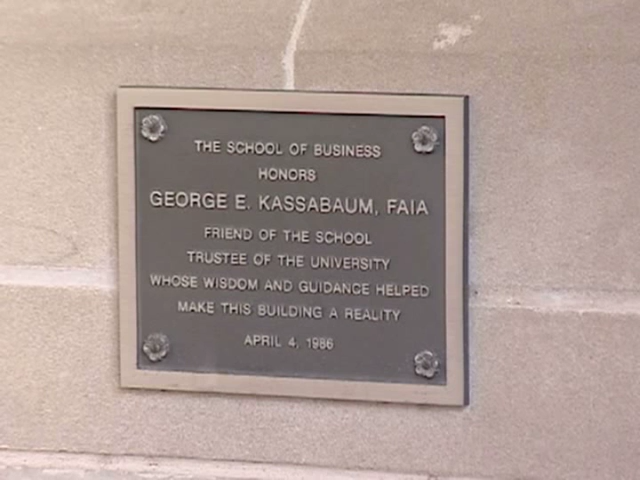 THE SCHOOL OF BUSINESS
HONORS
GEORGE E. KASSABAUM, FAIA
FRIEND OF THE SCHOOL
TRUSTEE OF THE UNIVERSITY
WHOSE WISDOM AND GUIDANCE HELPED
MAKE THIS BUILDING A REALITY
APRIL 4, 1986